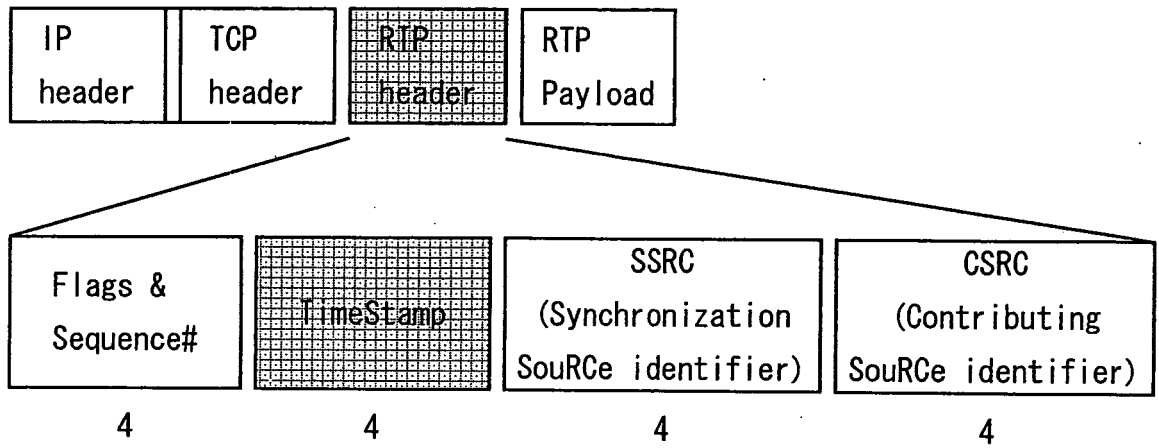 IP
header
TCP
header
RTP
header
RTP
Payload
Flags &
Sequence#
TimeStamp
SSRC
(Synchronization
SouRCe identifier)
CSRC
(Contributing
SouRCe identifier)
4
4
4
4